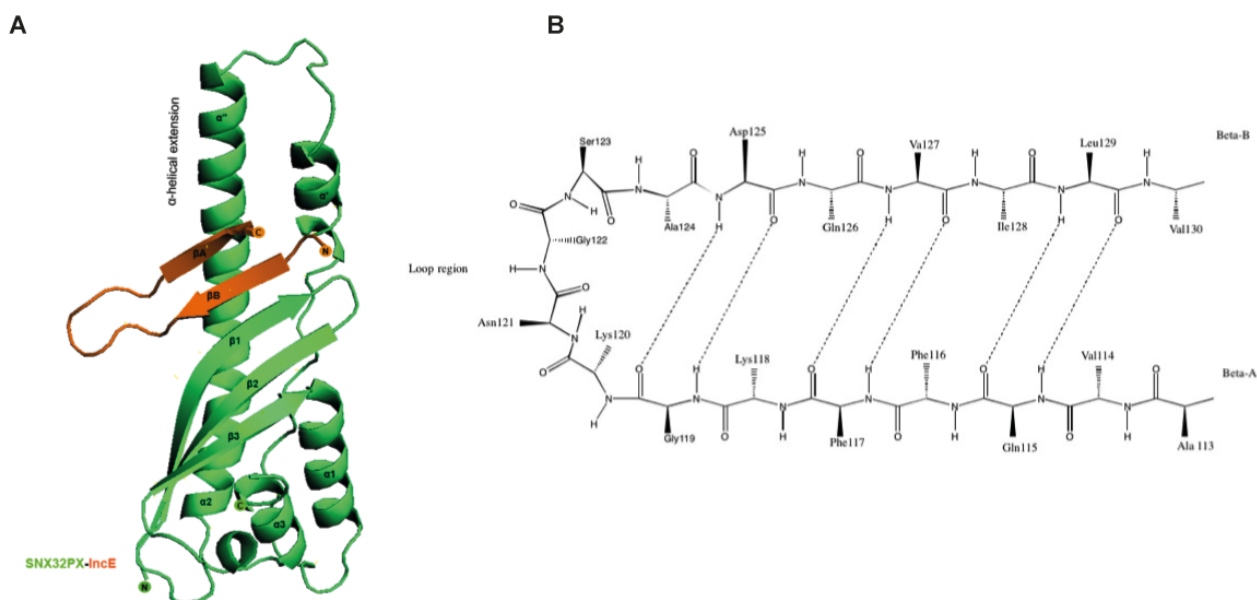 A
α-helical extension
α''
α'
C
βA
N
βB
β1
β2
β3
α1
α2
C
α3
SNX32PX-IncE
N
B
Asp125
Beta-B
Ser123
Va127
Leu129
H O H O H O H
N H N N N N N N N
O O H O H O H O
Ala124
Gln126
Ile128
Val130
Gly122
Loop region
H N
O
Asn121
H
N
Lys120
O
Lys118
Phe116
Val114
Beta-A
O H O H O H O
N N N N N N N
H
Gly119
O H O H O H
Phe117
Gln115
Ala 113